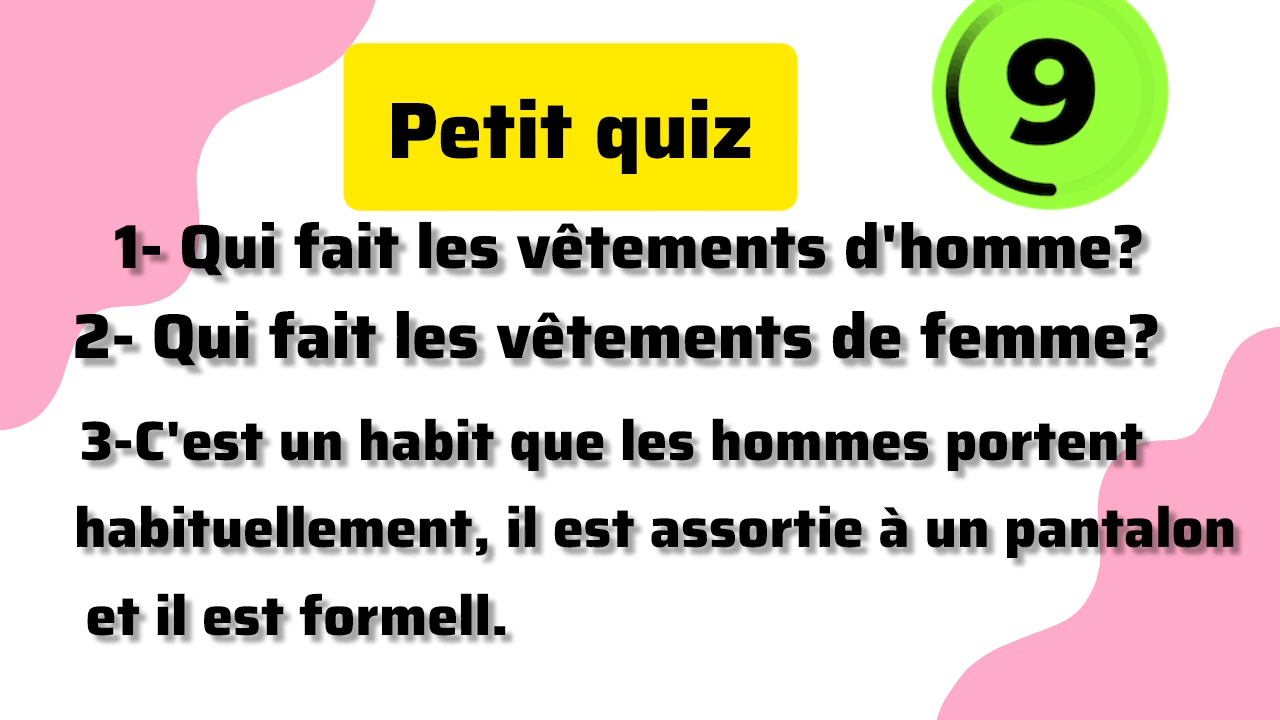 Petit quiz
9
1- Qui fait les vêtements d'homme?
2- Qui fait les vêtements de femme?
3-C'est un habit que les hommes portent
habituellement, il est assortie à un pantalon
et il est formell.